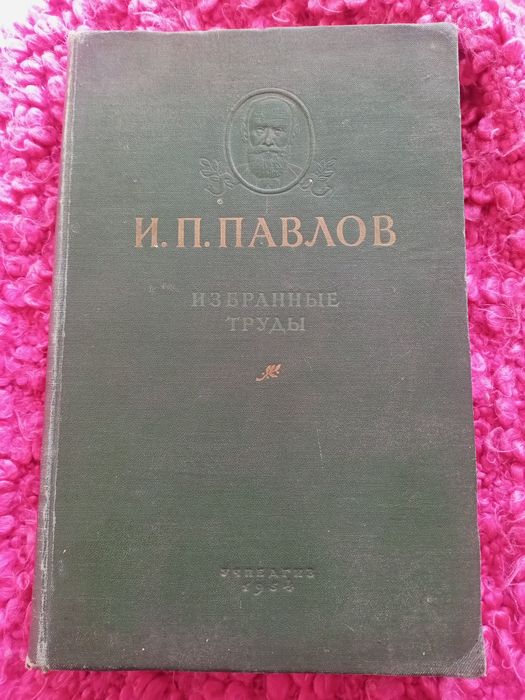 И. П. ПАВЛОВ
ИЗБРАННЫЕ
ТРУДЫ
УЧПЕДГИЗ
1954